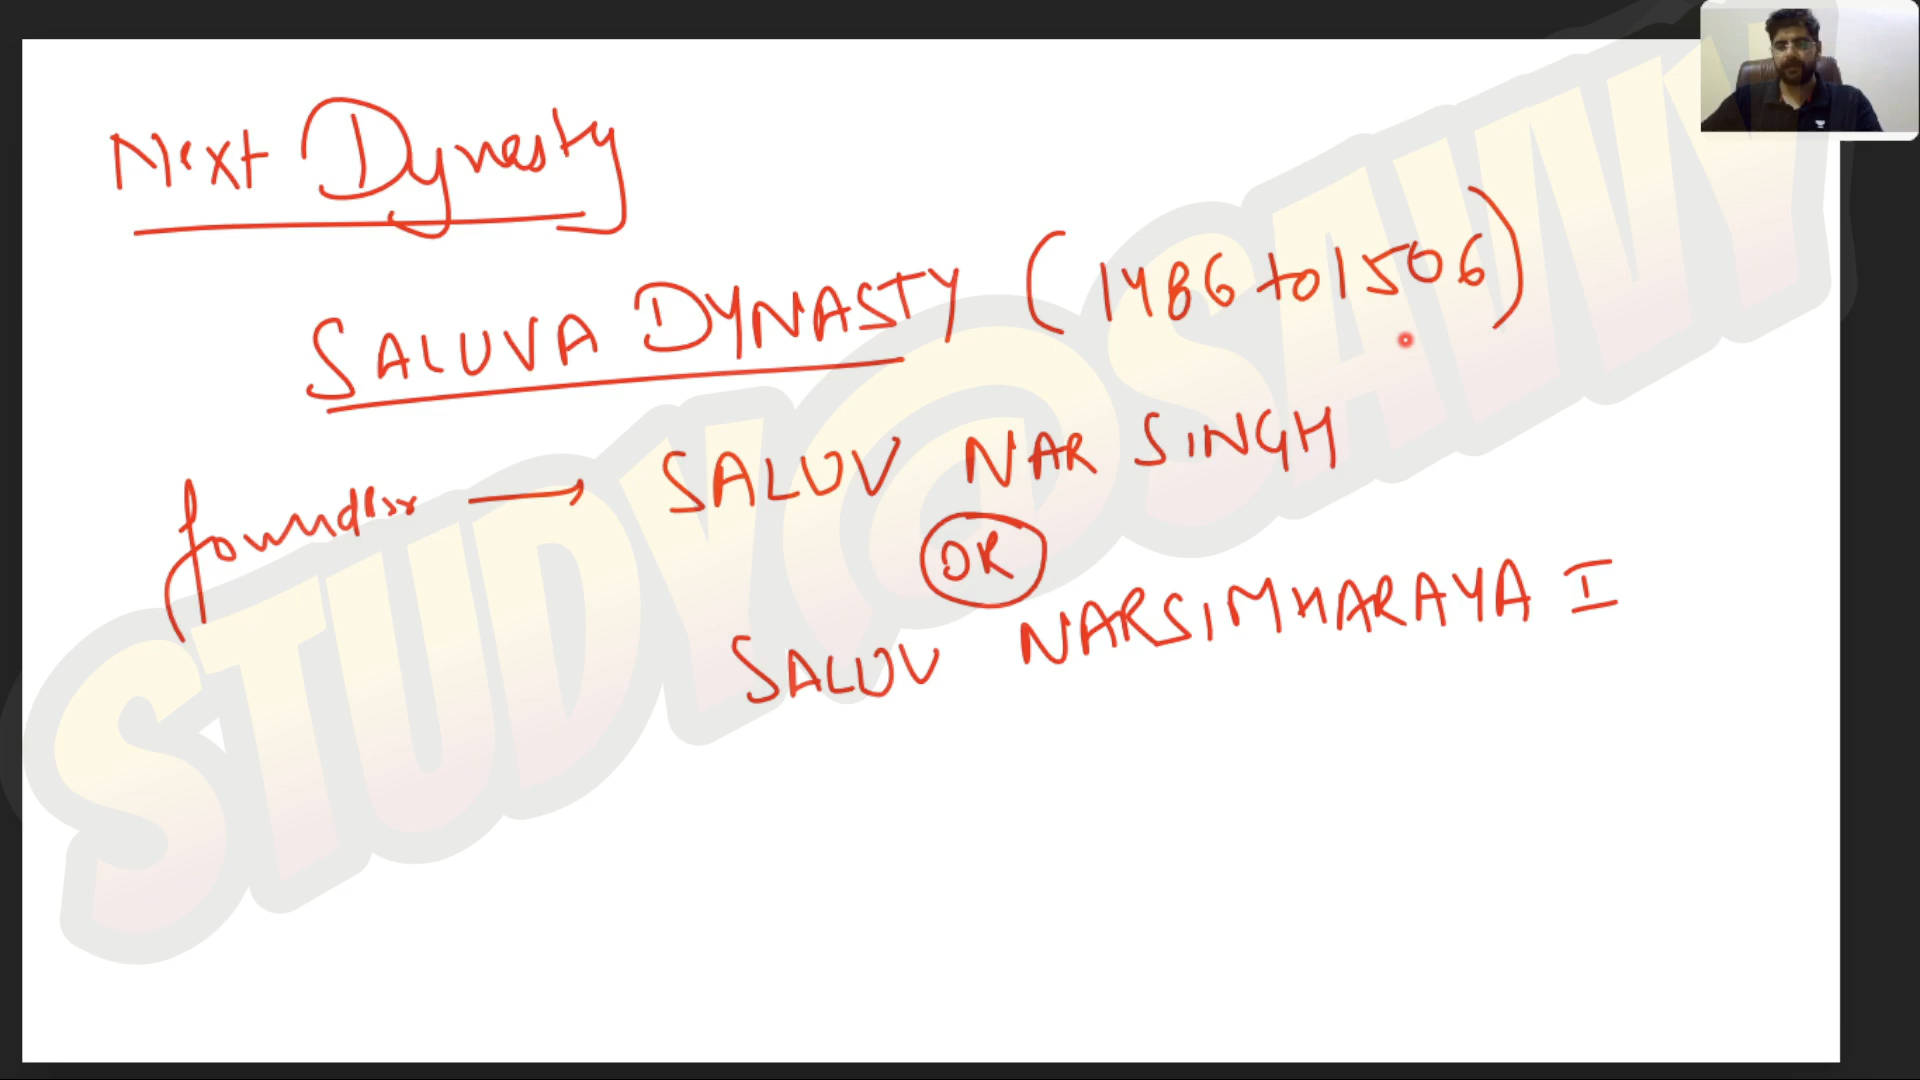 Next Dynasty
SALUVA DYNASTY (1486 to 1506)
founder → SALUV NAR SINGH
OR
SALUV NARSIMHARAYA I
STUDY@SAVVY